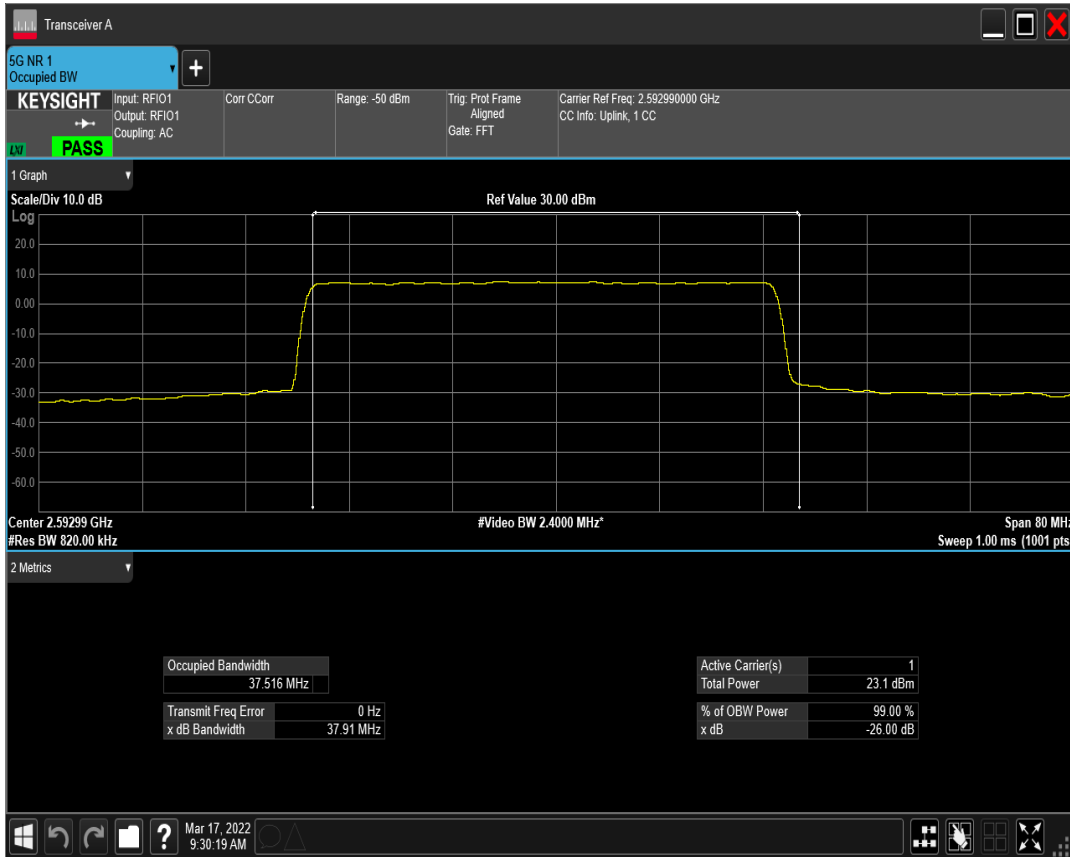 Transceiver A
5G NR 1
Occupied BW
+
KEYSIGHT
LXI
PASS
Input: RFIO1
Output: RFIO1
Coupling: AC
Corr CCorr
Range: -50 dBm
Trig: Prot Frame
Aligned
Gate: FFT
Carrier Ref Freq: 2.592990000 GHz
CC Info: Uplink, 1 CC
1 Graph
Scale/Div 10.0 dB
Ref Value 30.00 dBm
Log
20.0
10.0
0.00
-10.0
-20.0
-30.0
-40.0
-50.0
-60.0
Center 2.59299 GHz
#Video BW 2.4000 MHz*
Span 80 MHz
#Res BW 820.00 kHz
Sweep 1.00 ms (1001 pts
2 Metrics
Occupied Bandwidth
37.516 MHz
Transmit Freq Error 0 Hz
x dB Bandwidth 37.91 MHz
Active Carrier(s) 1
Total Power 23.1 dBm
% of OBW Power 99.00 %
x dB -26.00 dB
?
Mar 17, 2022
9:30:19 AM